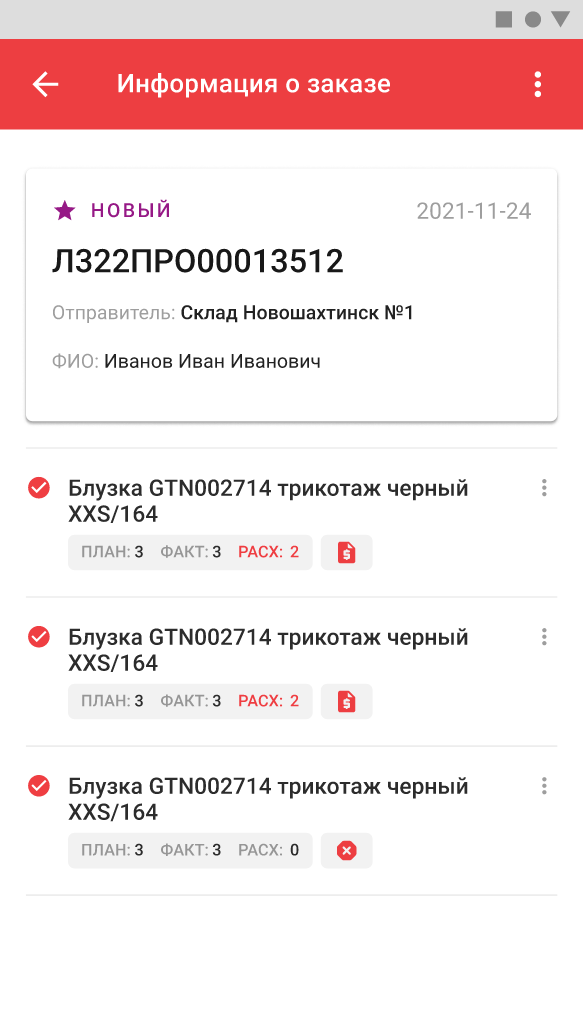 Информация о заказе
НОВЫЙ 2021-11-24
Л322ПРО00013512
Отправитель: Склад Новошахтинск №1
ФИО: Иванов Иван Иванович
Блузка GTN002714 трикотаж черный
XXS/164
ПЛАН: 3 ФАКТ: 3 РАСХ: 2
Блузка GTN002714 трикотаж черный
XXS/164
ПЛАН: 3 ФАКТ: 3 РАСХ: 2
Блузка GTN002714 трикотаж черный
XXS/164
ПЛАН: 3 ФАКТ: 3 РАСХ: 0